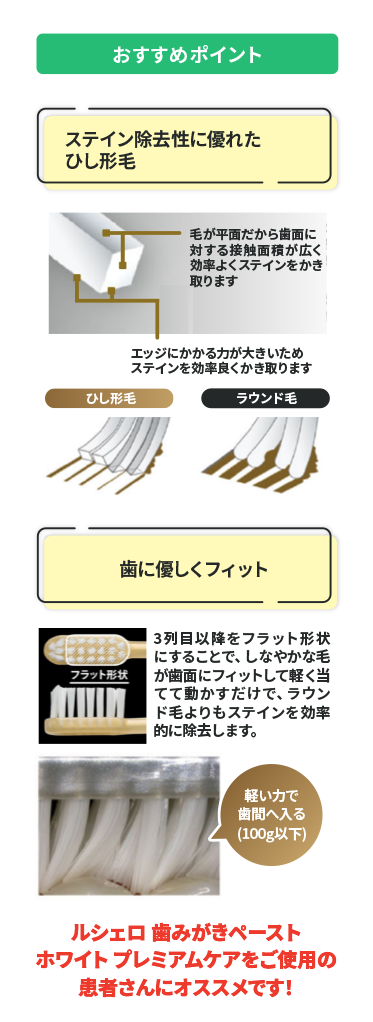 おすすめポイント
ステイン除去性に優れた
ひし形毛
毛が平面だから歯面に
対する接触面積が広く
効率よくステインをかき
取ります
エッジにかかる力が大きいため
ステインを効率良くかき取ります
ひし形毛
ラウンド毛
歯に優しくフィット
フラット形状
3列目以降をフラット形状
にすることで、しなやかな毛
が歯面にフィットして軽く当
てて動かすだけで、ラウン
ド毛よりもステインを効率
的に除去します。
軽い力で
歯間へ入る
(100g以下)
ルシェロ 歯みがきペースト
ホワイト プレミアムケアをご使用の
患者さんにオススメです!